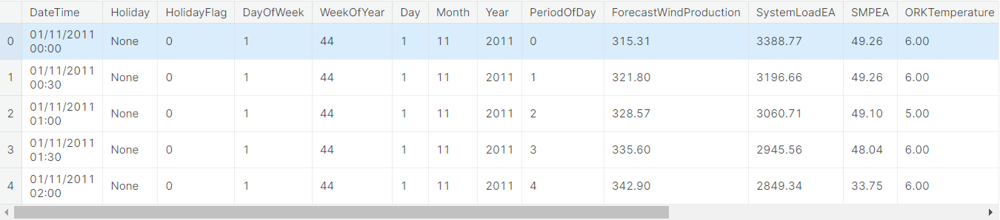 DateTime Holiday HolidayFlag DayOfWeek WeekOfYear Day Month Year PeriodOfDay ForecastWindProduction SystemLoadEA SMPEA ORKTemperature
0 01/11/2011 00:00 None 0 1 44 1 11 2011 0 315.31 3388.77 49.26 6.00
1 01/11/2011 00:30 None 0 1 44 1 11 2011 1 321.80 3196.66 49.26 6.00
2 01/11/2011 01:00 None 0 1 44 1 11 2011 2 328.57 3060.71 49.10 5.00
3 01/11/2011 01:30 None 0 1 44 1 11 2011 3 335.60 2945.56 48.04 6.00
4 01/11/2011 02:00 None 0 1 44 1 11 2011 4 342.90 2849.34 33.75 6.00